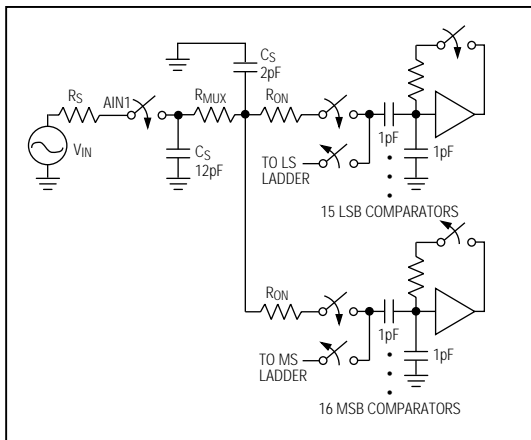 RS
AIN1
VIN
CS
12pF
RMUX
CS
2pF
RON
TO LS
LADDER
1pF
1pF
15 LSB COMPARATORS
RON
TO MS
LADDER
1pF
1pF
16 MSB COMPARATORS